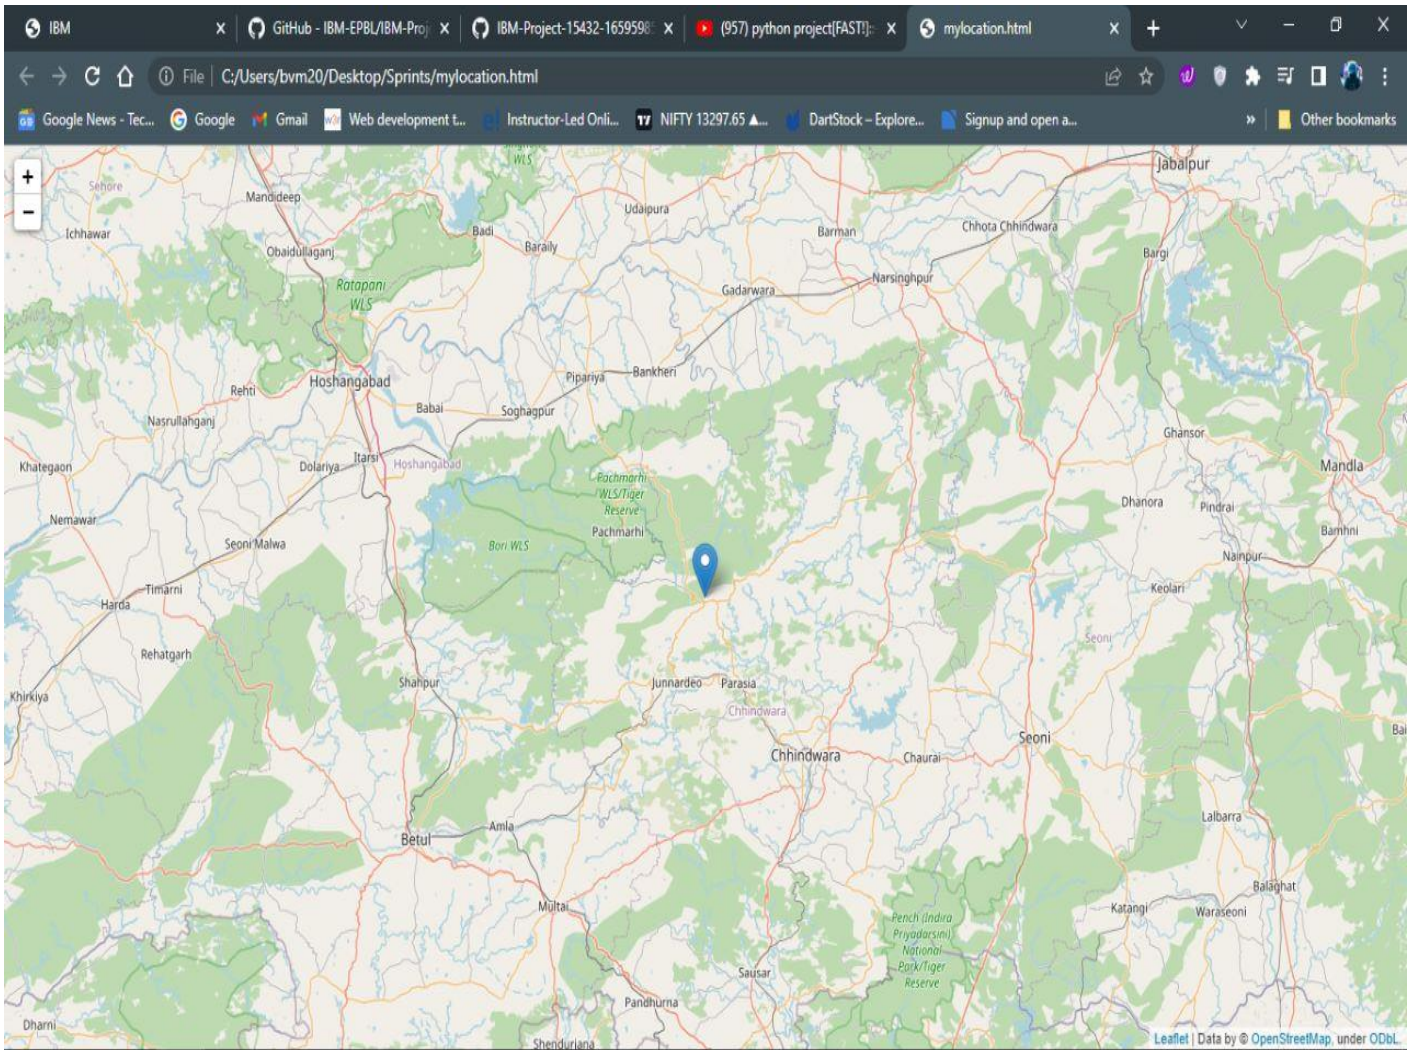 IBM
GitHub - IBM-EPBL/IBM-Proj
IBM-Project-15432-1659598
(957) python project[FAST!]:
mylocation.html
File | C:/Users/bvm20/Desktop/Sprints/mylocation.html
Google News - Tec...
Google
Gmail
Web development t...
Instructor-Led Onli...
NIFTY 13297.65 ▲...
DartStock – Explore...
Signup and open a...
»
Other bookmarks
+
−
WLS
Jabalpur
Sehore
Mandideep
Udaipura
Ichhawar
Badi
Barman
Chhota Chhindwara
Obaidullaganj
Baraily
Bargi
Ratapani
WLS
Gadarwara
Narsinghpur
Rehti
Hoshangabad
Pipariya
Bankheri
Nasrullahganj
Babai
Soghagpur
Ghansor
Khategaon
Dolariya
Itarsi
Hoshangabad
Mandla
Pachmarhi
WLS/Tiger
Reserve
Dhanora
Pindrai
Nemawar
Pachmarhi
Bamhni
Seoni Malwa
Bori WLS
Nainpur
Timarni
Keolari
Harda
Seoni
Rehatgarh
Shahpur
Junnardeo
Parasia
Khirkiya
Chhindwara
Bai
Seoni
Chhindwara
Chaurai
Lalbarra
Betul
Amla
Balaghat
Multai
Katangi
Waraseoni
Pench (Indira
Priyadarsini)
National
Park/Tiger
Reserve
Sausar
Pandhurna
Dharni
Shendurjana
Leaflet | Data by © OpenStreetMap, under ODbL.